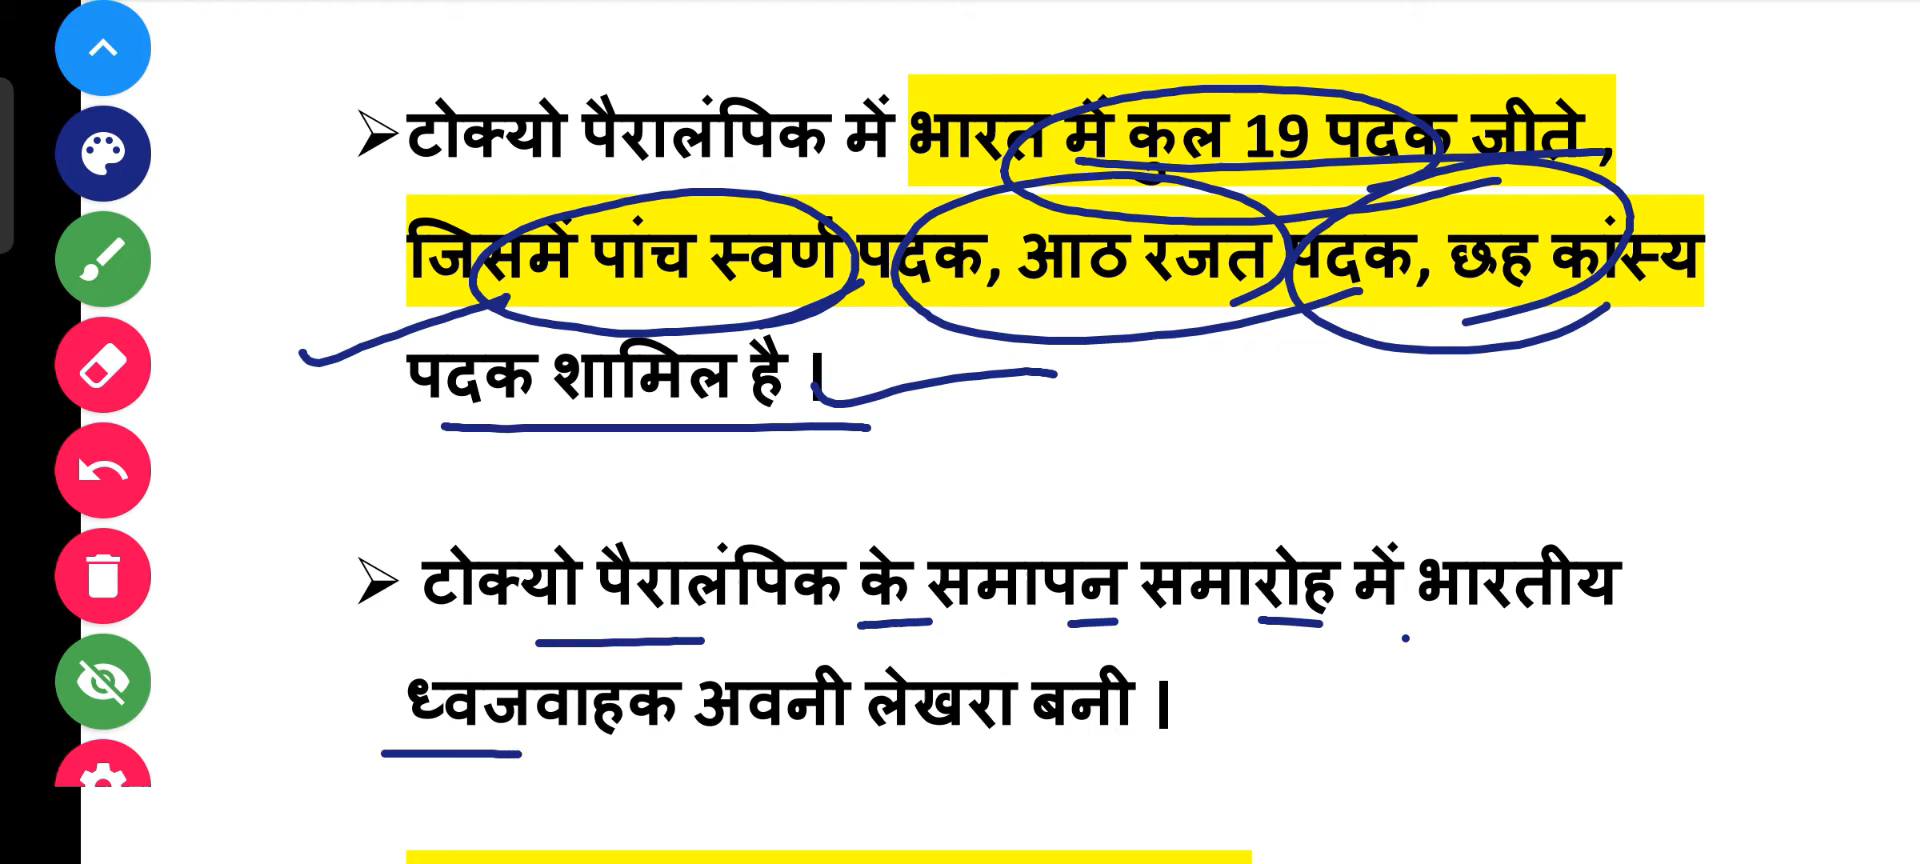 ➢टोक्यो पैरालंपिक में भारत में कुल 19 पदक जीते ,
जिसमें पांच स्वर्ण पदक, आठ रजत पदक, छह कांस्य
पदक शामिल है |
➢ टोक्यो पैरालंपिक के समापन समारोह में भारतीय
ध्वजवाहक अवनी लेखरा बनी |